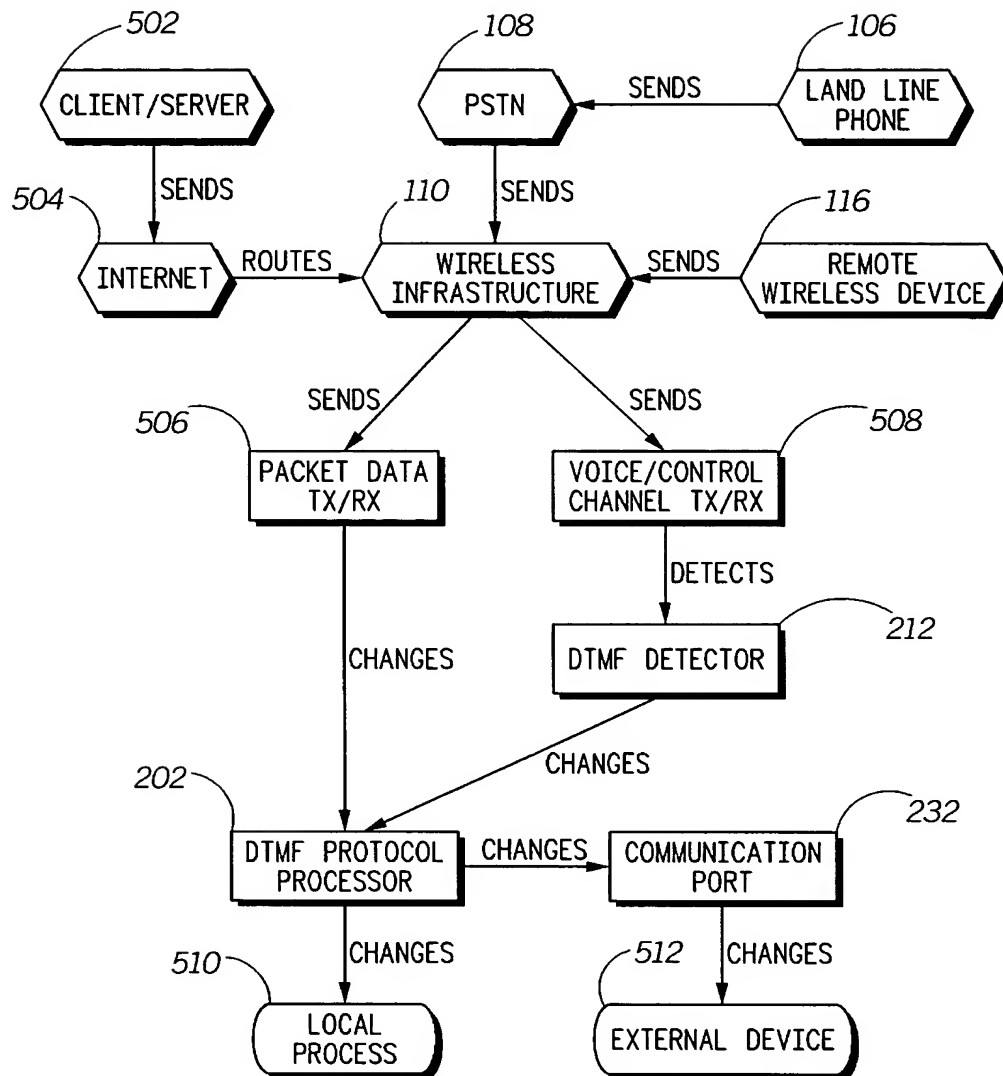 502
108
106
CLIENT/SERVER
PSTN
SENDS
LAND LINE
PHONE
SENDS
SENDS
504
110
116
INTERNET
ROUTES
WIRELESS
INFRASTRUCTURE
SENDS
REMOTE
WIRELESS DEVICE
SENDS
SENDS
506
508
PACKET DATA
TX/RX
VOICE/CONTROL
CHANNEL TX/RX
DETECTS
212
CHANGES
DTMF DETECTOR
CHANGES
202
232
DTMF PROTOCOL
PROCESSOR
CHANGES
COMMUNICATION
PORT
CHANGES
CHANGES
510
512
LOCAL
PROCESS
EXTERNAL DEVICE